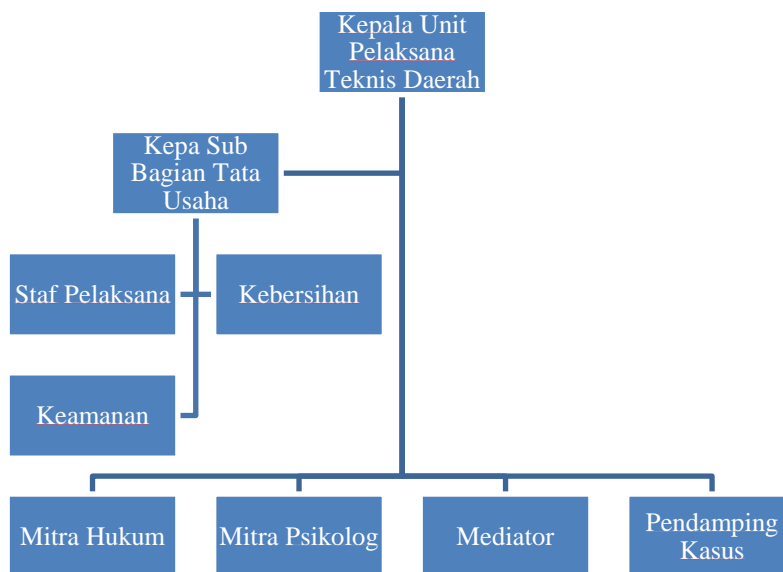 Kepala Unit
Pelaksana
Teknis Daerah
Kepa Sub
Bagian Tata
Usaha
Staf Pelaksana
Kebersihan
Keamanan
Mitra Hukum
Mitra Psikolog
Mediator
Pendamping
Kasus